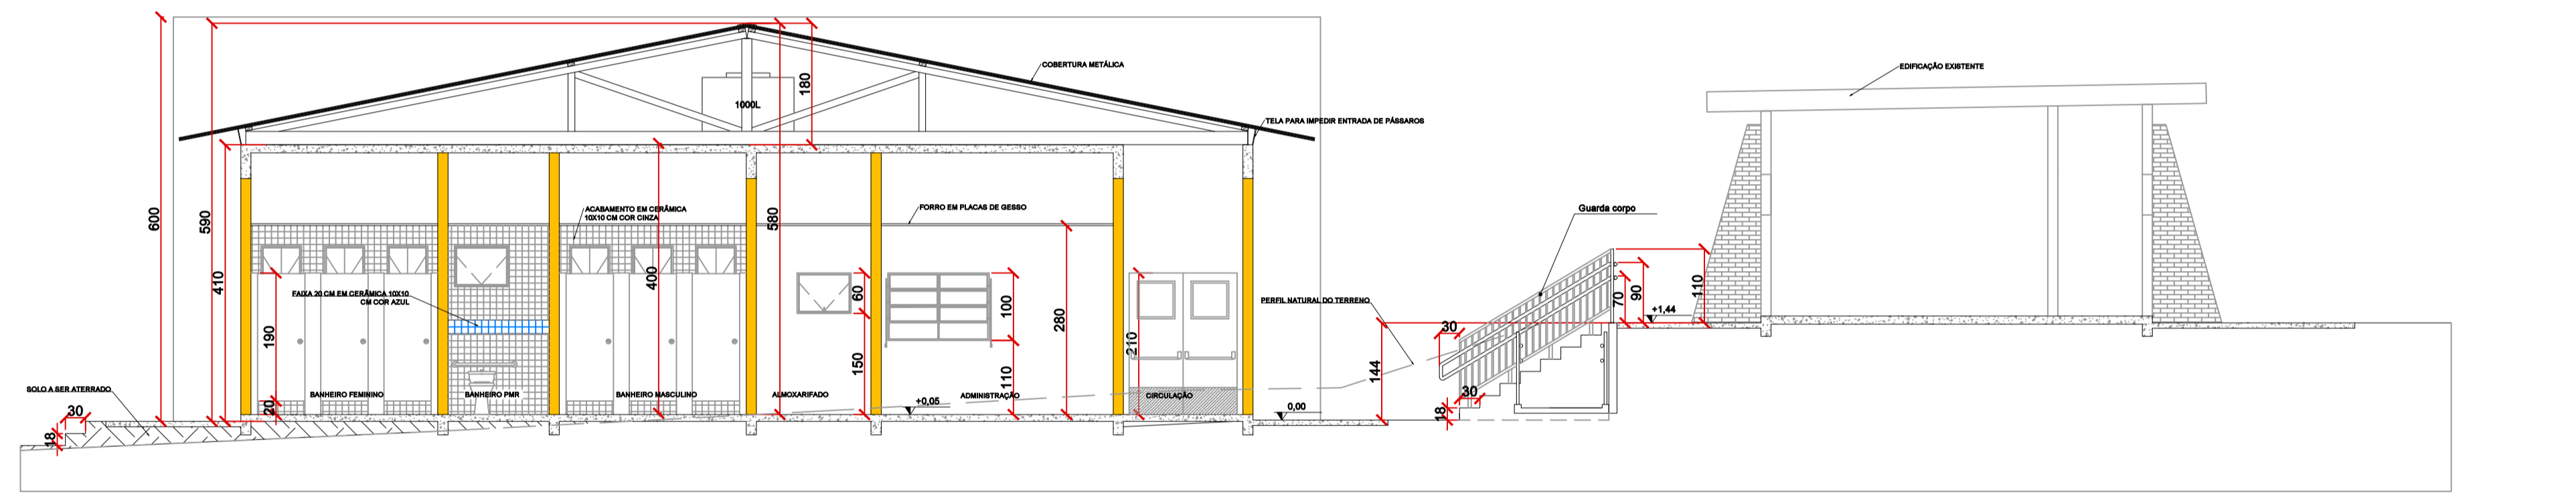 COBERTURA METÁLICA
EDIFICAÇÃO EXISTENTE
180
1000L
TELA PARA IMPEDIR ENTRADA DE PÁSSAROS
600
590
580
410
400
ACABAMENTO EM CERÂMICA
10X10 CM COR CINZA
FORRO EM PLACAS DE GESSO
Guarda corpo
FAIXA 20 CM EM CERÂMICA 10X10
CM COR AZUL
PERFIL NATURAL DO TERRENO
190
60
100
280
210
150
110
20
144
30
30
70
90
110
+1,44
SOLO A SER ATERRADO
BANHEIRO FEMININO
BANHEIRO PMR
BANHEIRO MASCULINO
ALMOXARIFADO
ADMINISTRAÇÃO
CIRCULAÇÃO
+0,05
0,00
30
18
18